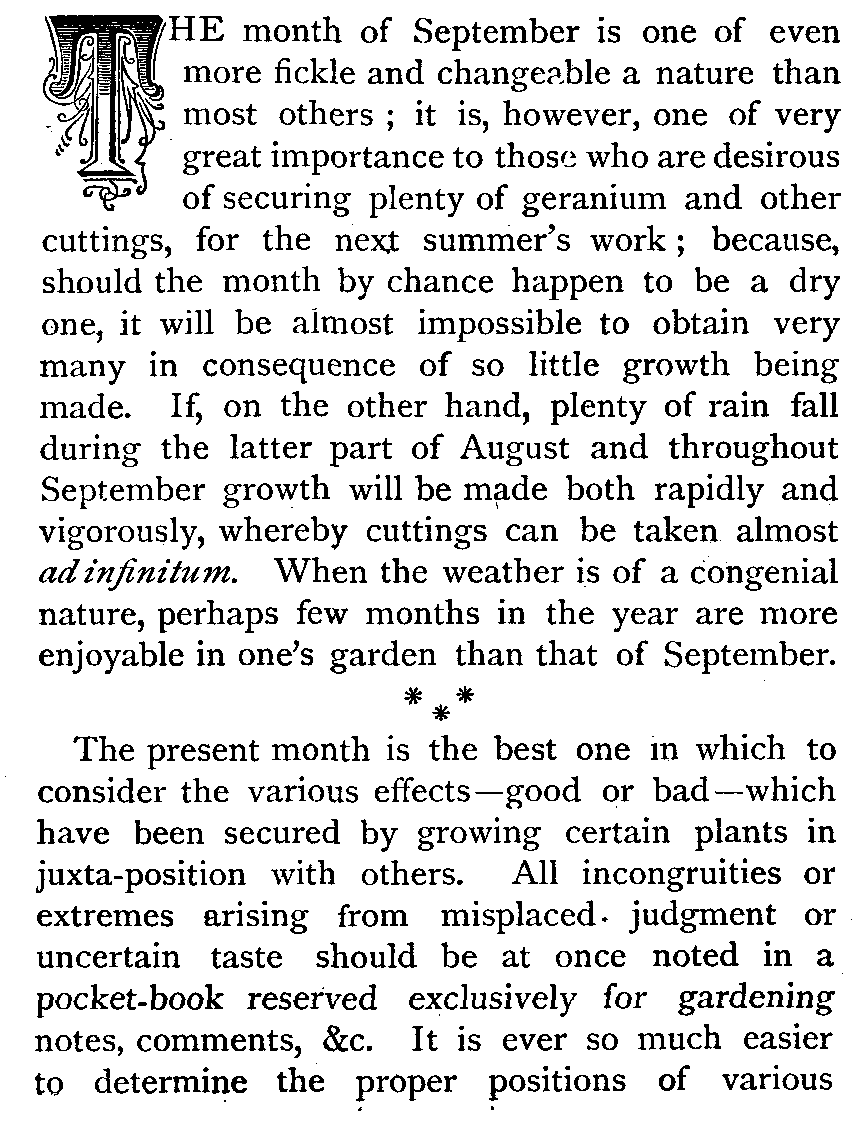 THE month of September is one of even
more fickle and changeable a nature than
most others ; it is, however, one of very
great importance to those who are desirous
of securing plenty of geranium and other
cuttings, for the next summer's work ; because,
should the month by chance happen to be a dry
one, it will be almost impossible to obtain very
many in consequence of so little growth being
made. If, on the other hand, plenty of rain fall
during the latter part of August and throughout
September growth will be made both rapidly and
vigorously, whereby cuttings can be taken almost
ad infinitum. When the weather is of a congenial
nature, perhaps few months in the year are more
enjoyable in one's garden than that of September.
* * *
The present month is the best one in which to
consider the various effects—good or bad—which
have been secured by growing certain plants in
juxta-position with others. All incongruities or
extremes arising from misplaced judgment or
uncertain taste should be at once noted in a
pocket-book reserved exclusively for gardening
notes, comments, &c. It is ever so much easier
to determine the proper positions of various